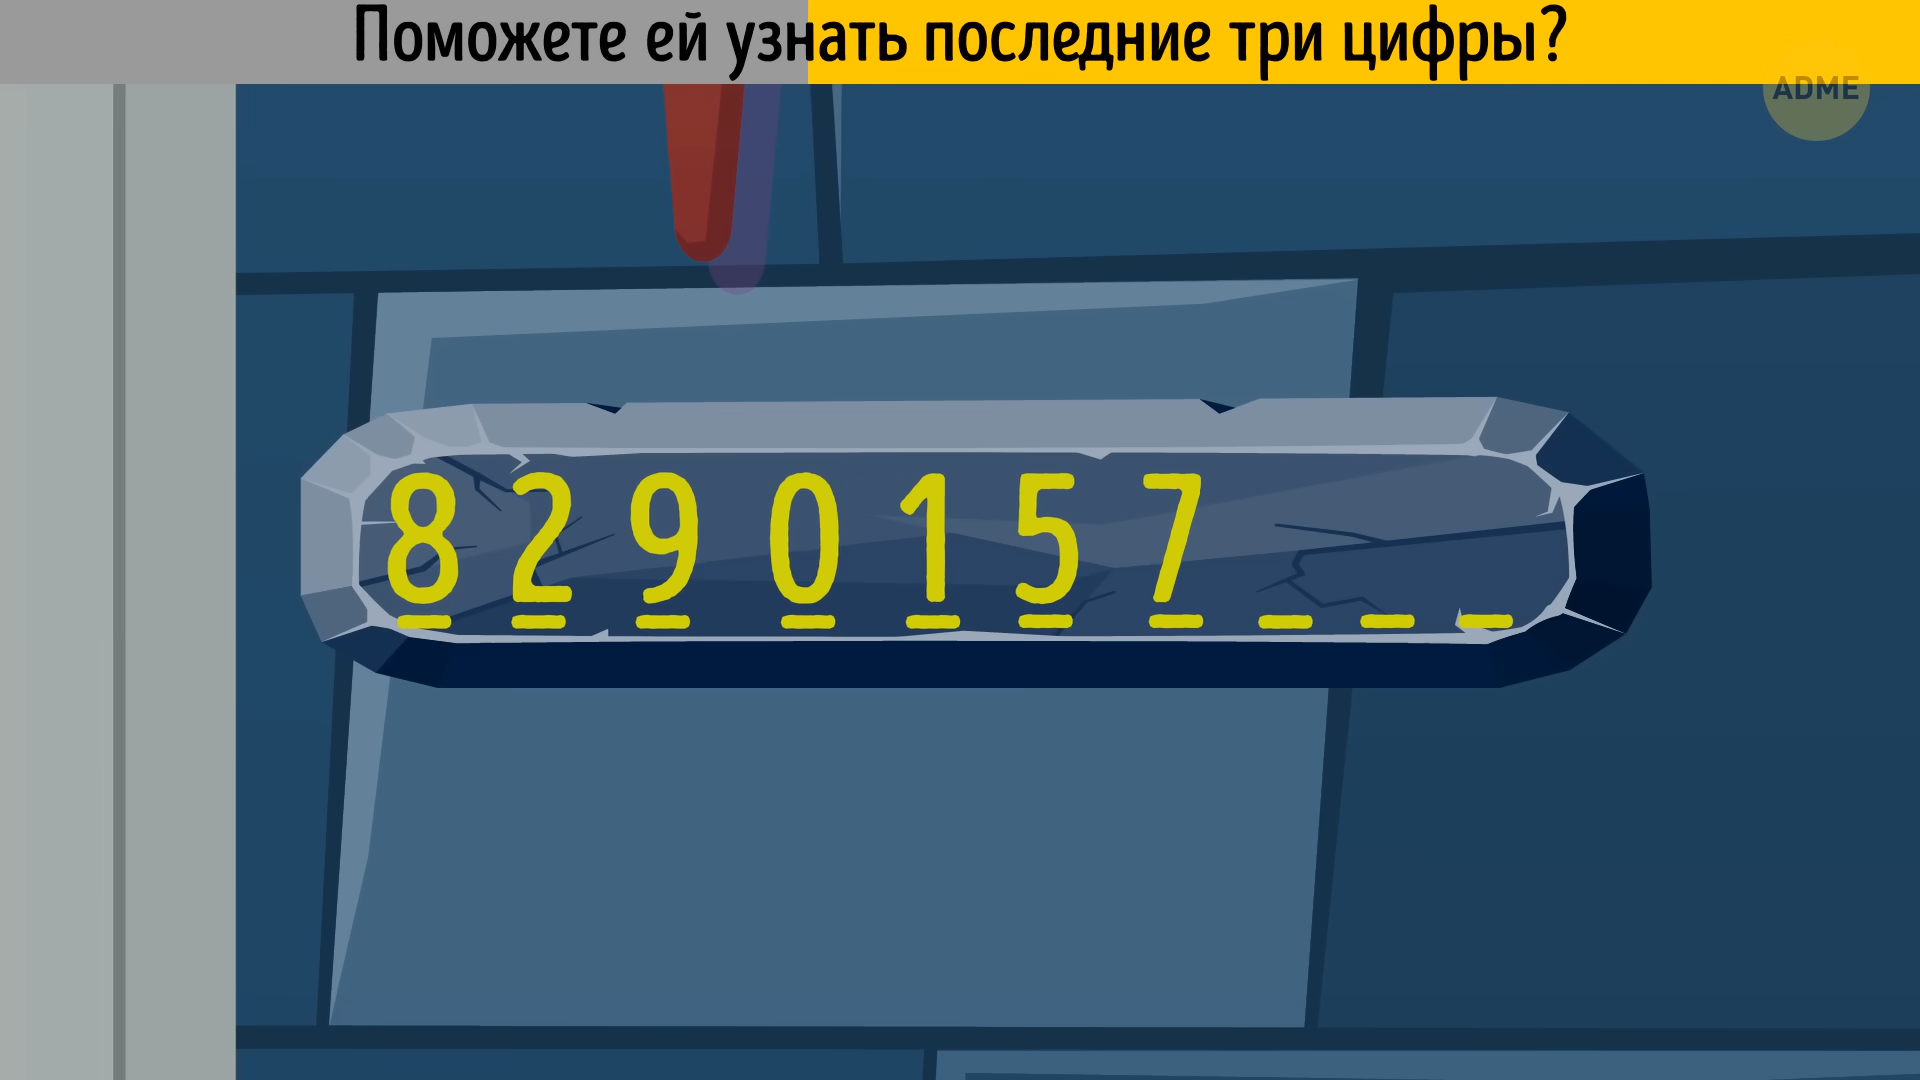 Поможете ей узнать последние три цифры?
ADME
8 2 9 0 1 5 7 _ _ _